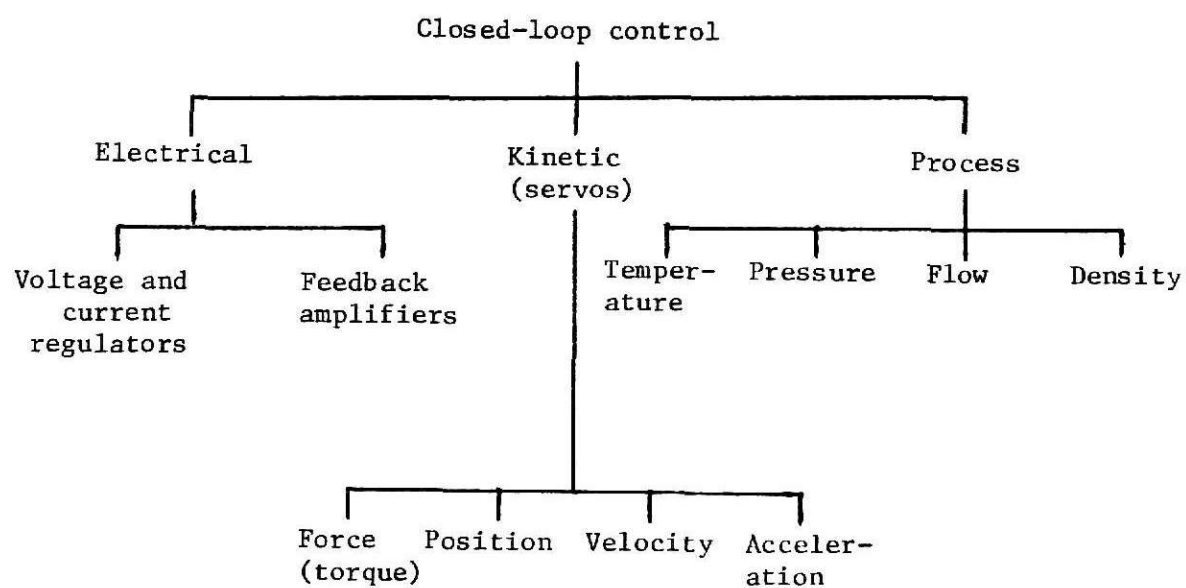 Closed-loop control
Electrical
Kinetic
(servos)
Process
Voltage and
current
regulators
Feedback
amplifiers
Temper-
ature
Pressure
Flow
Density
Force
(torque)
Position
Velocity
Acceler-
ation